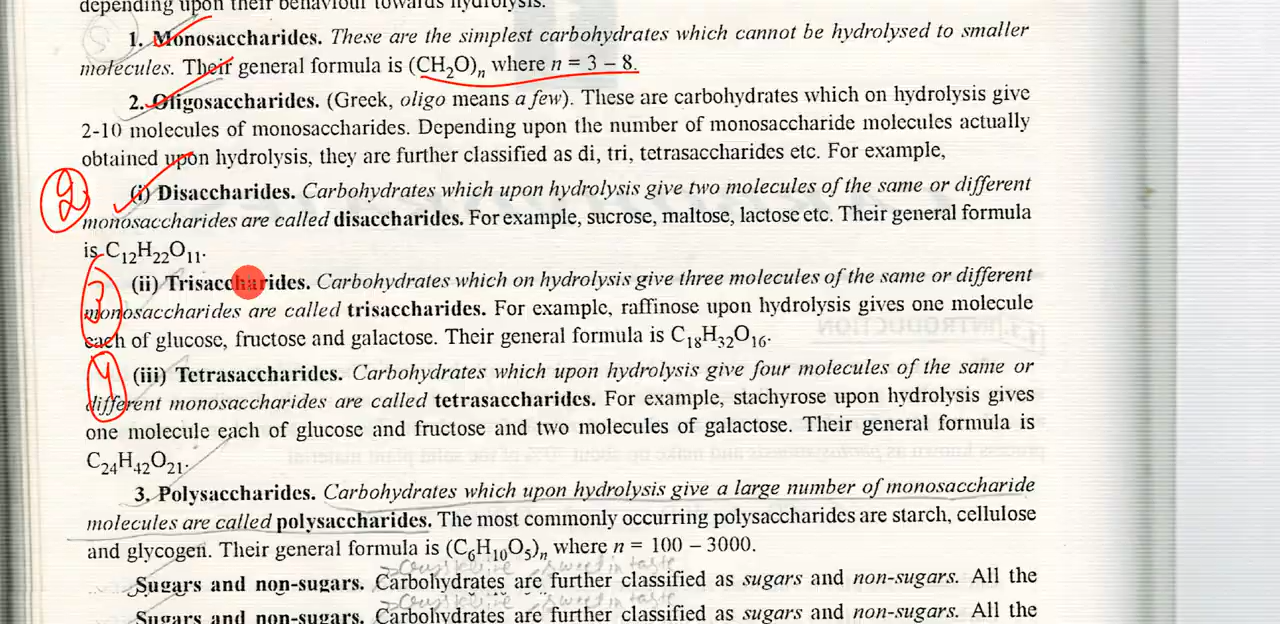 depending upon their behaviour towards hydrolysis.
1. Monosaccharides. These are the simplest carbohydrates which cannot be hydrolysed to smaller
molecules. Their general formula is (CH₂O)ₙ where n = 3 – 8.
2. Oligosaccharides. (Greek, oligo means a few). These are carbohydrates which on hydrolysis give
2-10 molecules of monosaccharides. Depending upon the number of monosaccharide molecules actually
obtained upon hydrolysis, they are further classified as di, tri, tetrasaccharides etc. For example,
2 (i) Disaccharides. Carbohydrates which upon hydrolysis give two molecules of the same or different
monosaccharides are called disaccharides. For example, sucrose, maltose, lactose etc. Their general formula
is C₁₂H₂₂O₁₁.
3 (ii) Trisaccharides. Carbohydrates which on hydrolysis give three molecules of the same or different
monosaccharides are called trisaccharides. For example, raffinose upon hydrolysis gives one molecule
each of glucose, fructose and galactose. Their general formula is C₁₈H₃₂O₁₆.
4 (iii) Tetrasaccharides. Carbohydrates which upon hydrolysis give four molecules of the same or
different monosaccharides are called tetrasaccharides. For example, stachyrose upon hydrolysis gives
one molecule each of glucose and fructose and two molecules of galactose. Their general formula is
C₂₄H₄₂O₂₁.
3. Polysaccharides. Carbohydrates which upon hydrolysis give a large number of monosaccharide
molecules are called polysaccharides. The most commonly occurring polysaccharides are starch, cellulose
and glycogen. Their general formula is (C₆H₁₀O₅)ₙ where n = 100 – 3000.
sweet in taste
Sugars and non-sugars. Carbohydrates are further classified as sugars and non-sugars. All the
sweet in taste
Sugars and non-sugars. Carbohydrates are further classified as sugars and non-sugars. All the